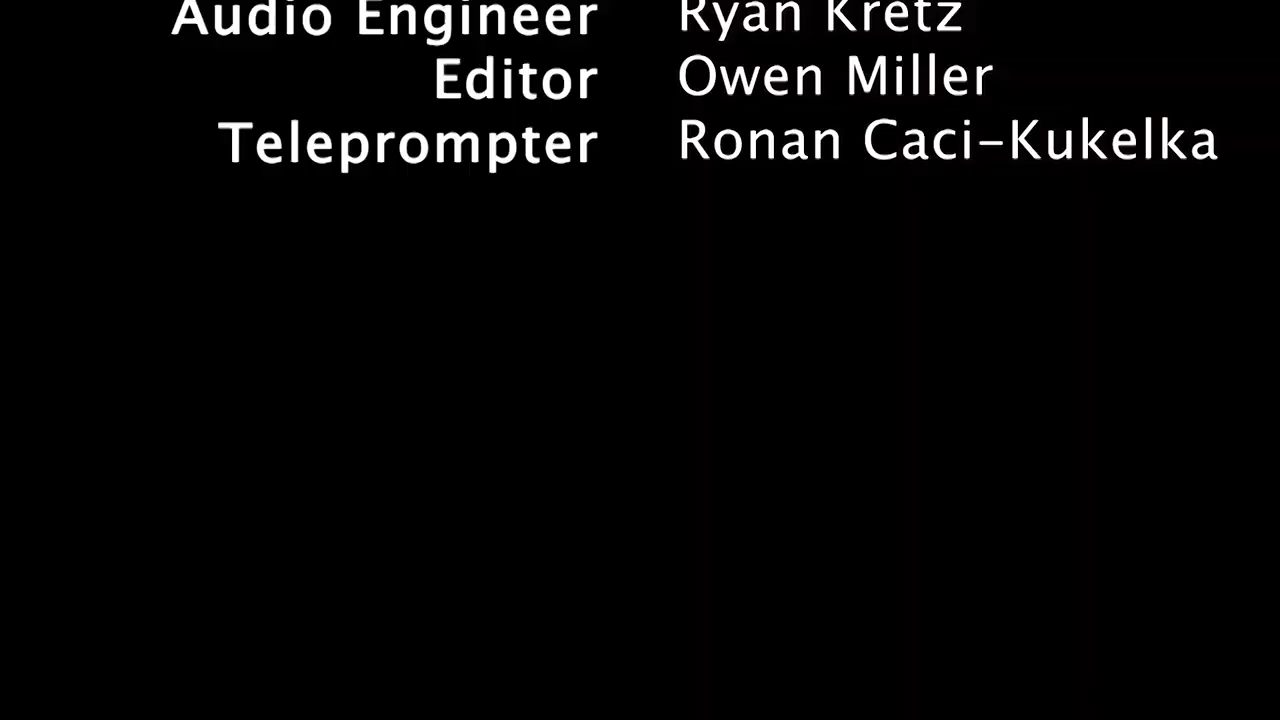 Audio Engineer Ryan Kretz
Editor Owen Miller
Teleprompter Ronan Caci-Kukelka